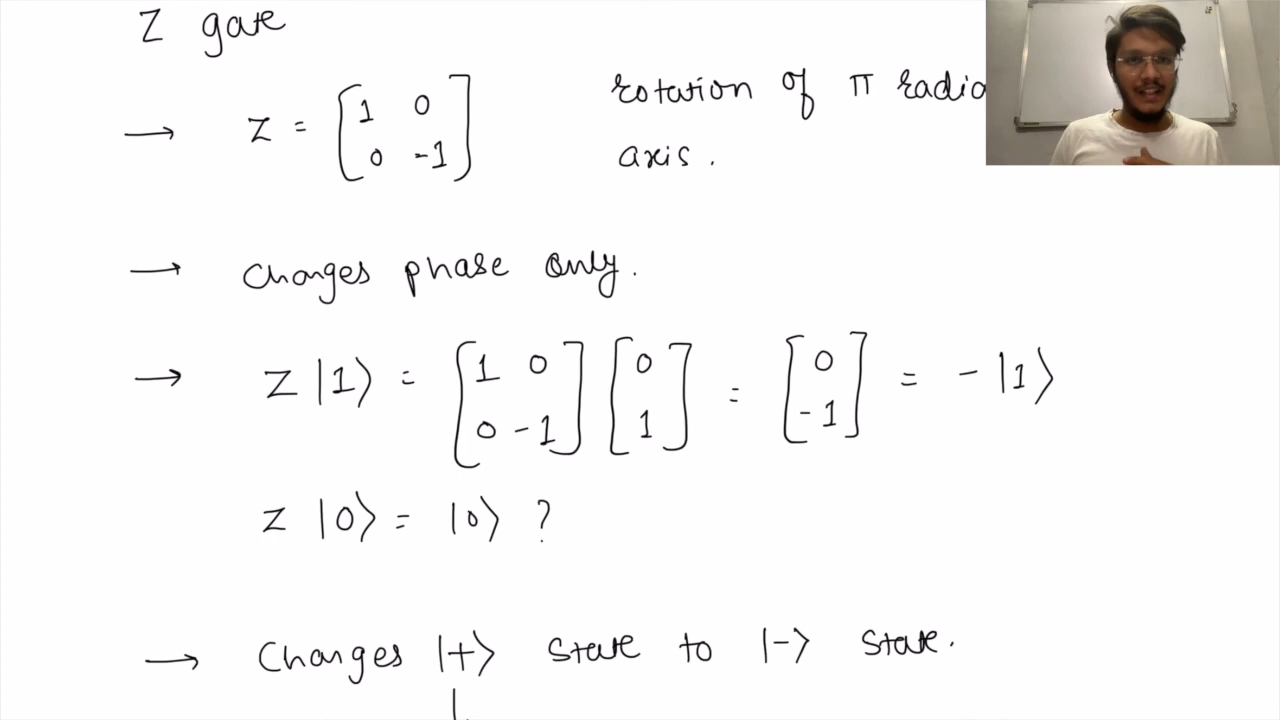 Z gate
→ Z = [1 0
0 -1]
rotation of π radia
axis.
→ Changes phase only.
→ Z |1⟩ = [1 0
0 -1] [0
1] = [0
-1] = - |1⟩
Z |0⟩ = |0⟩ ?
→ Changes |+⟩ state to |-⟩ state.